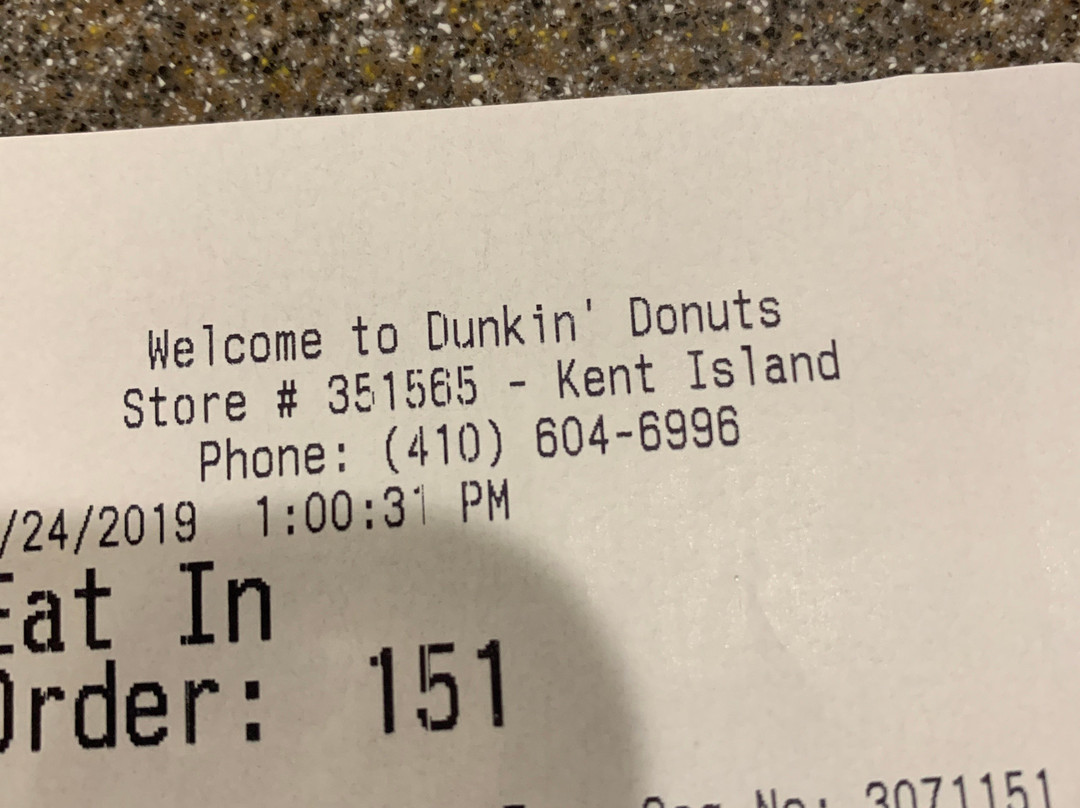 Welcome to Dunkin' Donuts
Store # 351565 - Kent Island
Phone: (410) 604-6996
/24/2019 1:00:31 PM
Eat In
Order: 151
No: 3071151